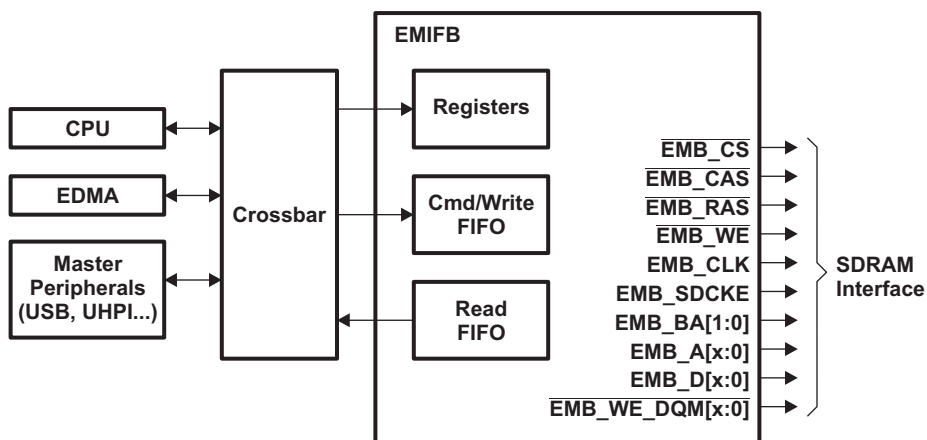 EMIFB
Registers
CPU
EDMA
Crossbar
Cmd/Write
FIFO
Master
Peripherals
(USB, UHPI...)
Read
FIFO
EMB_CS
EMB_CAS
EMB_RAS
EMB_WE
EMB_CLK
EMB_SDCKE
EMB_BA[1:0]
EMB_A[x:0]
EMB_D[x:0]
EMB_WE_DQM[x:0]
SDRAM
Interface